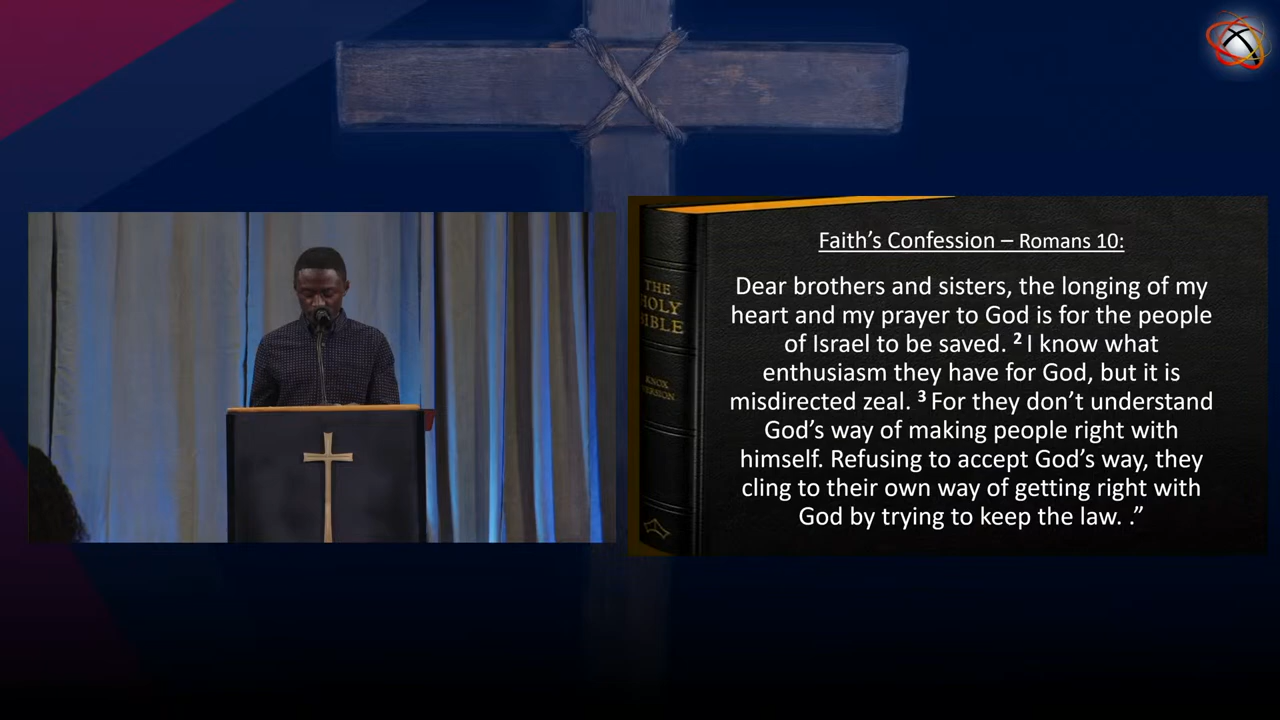 Faith’s Confession – Romans 10:
Dear brothers and sisters, the longing of my
heart and my prayer to God is for the people
of Israel to be saved. ² I know what
enthusiasm they have for God, but it is
misdirected zeal. ³ For they don’t understand
God’s way of making people right with
himself. Refusing to accept God’s way, they
cling to their own way of getting right with
God by trying to keep the law. .”
THE
HOLY
BIBLE
KNOX
VERSION